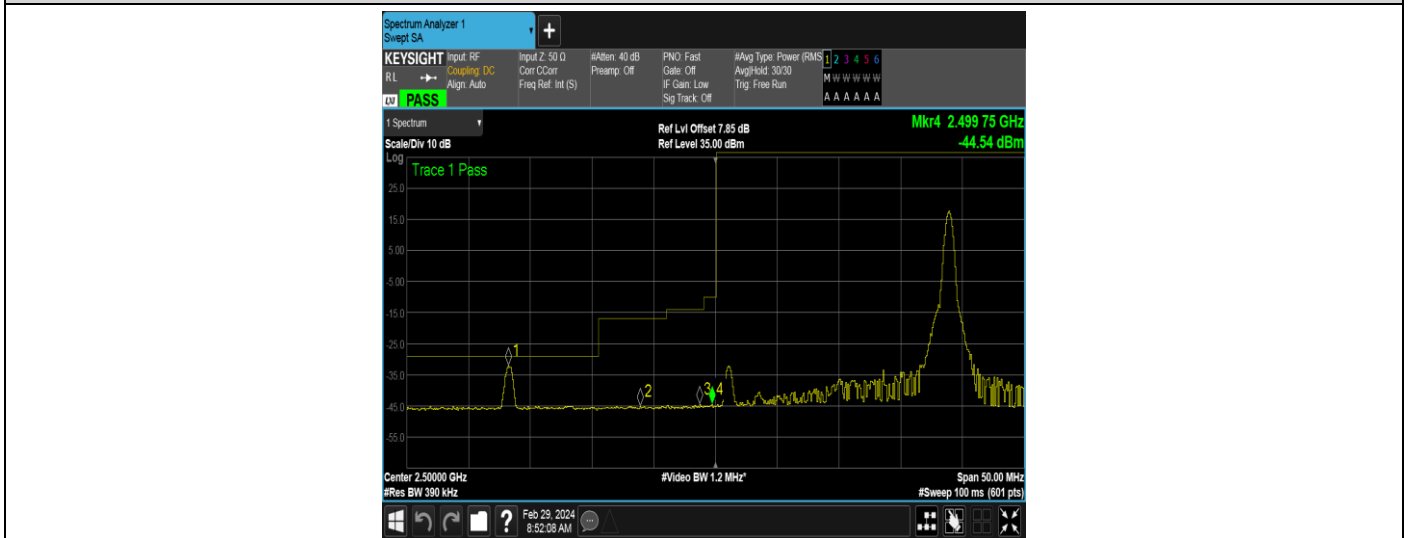 Spectrum Analyzer 1
Swept SA
+
KEYSIGHT Input: RF Input Z: 50 Ω #Atten: 40 dB PNO: Fast #Avg Type: Power (RMS 1 2 3 4 5 6
RL Coupling: DC Corr CCorr Preamp: Off Gate: Off Avg|Hold: 30/30 M W W W W W
Align: Auto Freq Ref: Int (S) IF Gain: Low Trig: Free Run
Sig Track: Off A A A A A A
LXI PASS
1 Spectrum Ref Lvl Offset 7.85 dB Mkr4 2.499 75 GHz
Scale/Div 10 dB Ref Level 35.00 dBm -44.54 dBm
Log
Trace 1 Pass
25.0
15.0
5.00
-5.00
-15.0
-25.0
1
-35.0
2 3 4
-45.0
-55.0
Center 2.50000 GHz #Video BW 1.2 MHz* Span 50.00 MHz
#Res BW 390 kHz #Sweep 100 ms (601 pts)
? Feb 29, 2024
8:52:08 AM